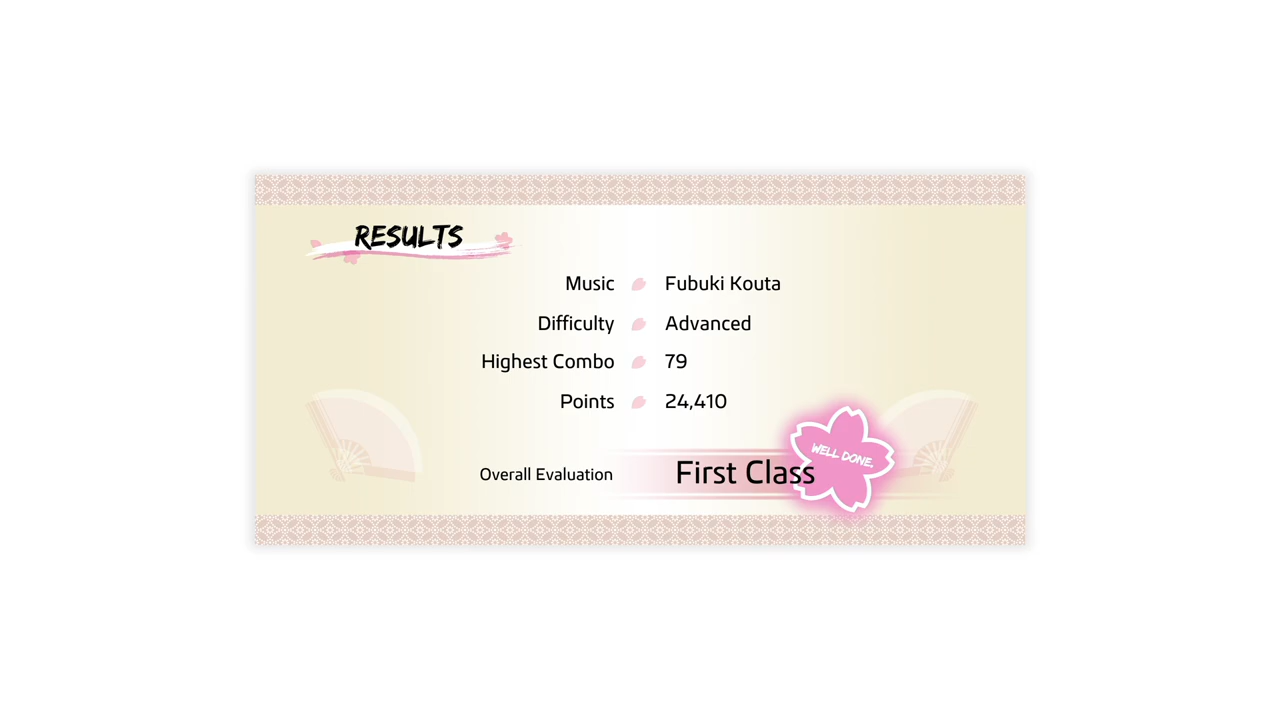 RESULTS
Music Fubuki Kouta
Difficulty Advanced
Highest Combo 79
Points 24,410
Overall Evaluation First Class
WELL DONE.